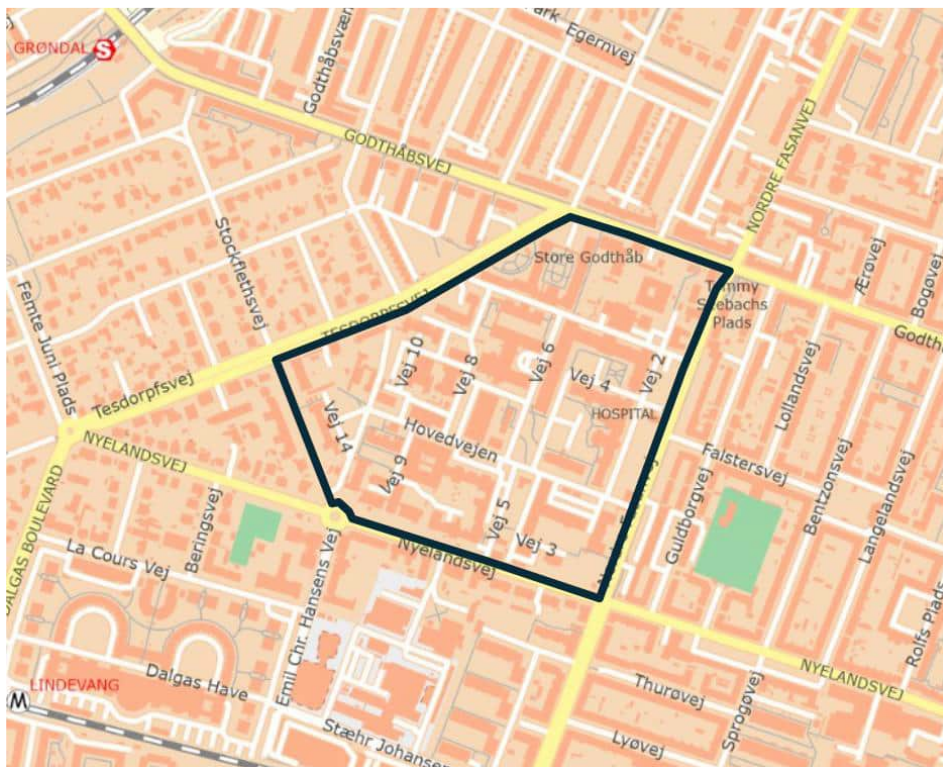 Park Egernvej
GRØNDAL
S
Godthåbsvæn
GODTHÅBSVEJ
NORDRE FASANVEJ
Store Godthåb
Stockflethsvej
Ærøvej
Bogøvej
Tommy
Seebachs
Plads
Femte Juni Plads
TESDORPFSVEJ
Godth
Vej 10
Vej 8
Vej 6
Vej 4
Vej 2
Tesdorpfsvej
Lollandsvej
HOSPITAL
Vej 14
Hovedvejen
NYELANDSVEJ
Falstersvej
Vej 9
Bentzonsvej
Langelandsvej
Guldborgvej
DALGAS BOULEVARD
Beringsvej
Vej 5
Vej 3
Nyelandsvej
La Cours Vej
Emil Chr. Hansens Vej
Rolfs Plads
NYELANDSVEJ
Dalgas Have
LINDEVANG
M
Thurøvej
Sprogøvej
Stæhr Johansen
Lyøvej